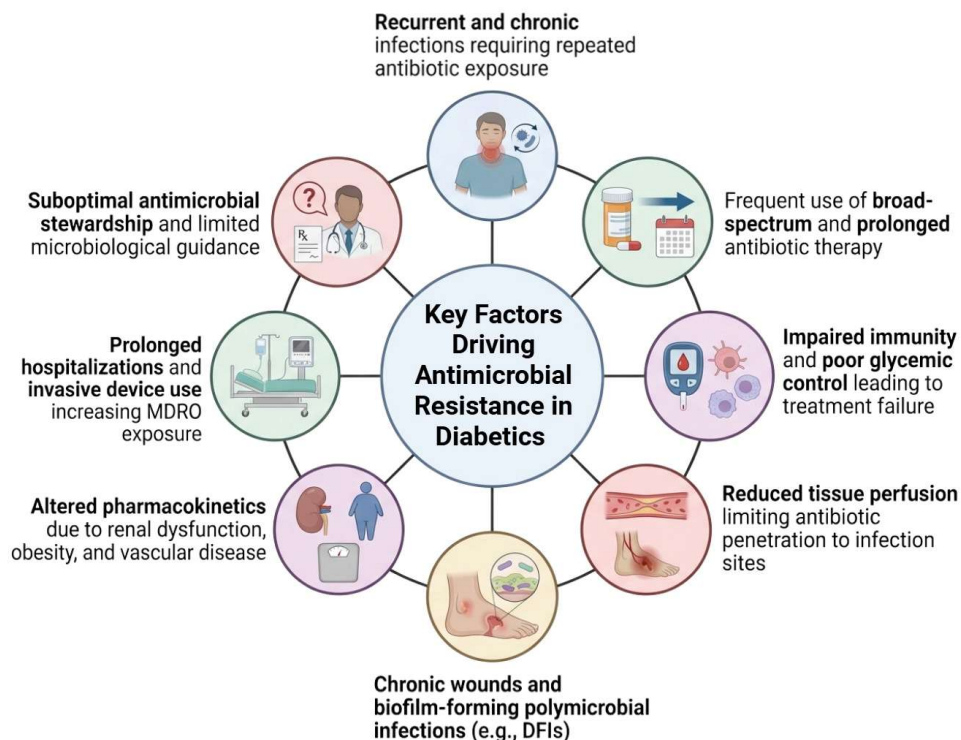 Recurrent and chronic
infections requiring repeated
antibiotic exposure
Frequent use of broad-
spectrum and prolonged
antibiotic therapy
Impaired immunity
and poor glycemic
control leading to
treatment failure
Reduced tissue perfusion
limiting antibiotic
penetration to infection
sites
Chronic wounds and
biofilm-forming polymicrobial
infections (e.g., DFIs)
Altered pharmacokinetics
due to renal dysfunction,
obesity, and vascular disease
Prolonged
hospitalizations and
invasive device use
increasing MDRO
exposure
Suboptimal antimicrobial
stewardship and limited
microbiological guidance
?
Rx
Key Factors
Driving
Antimicrobial
Resistance in
Diabetics